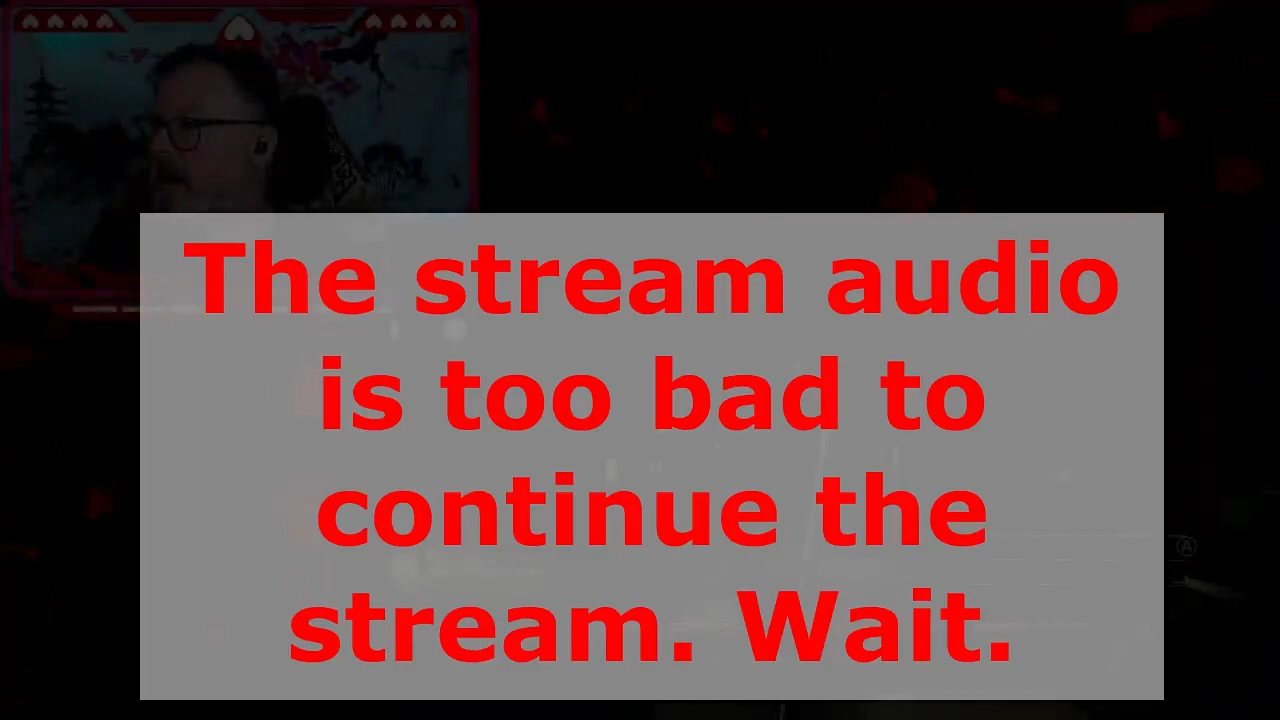 The stream audio
is too bad to
continue the
stream. Wait.
A